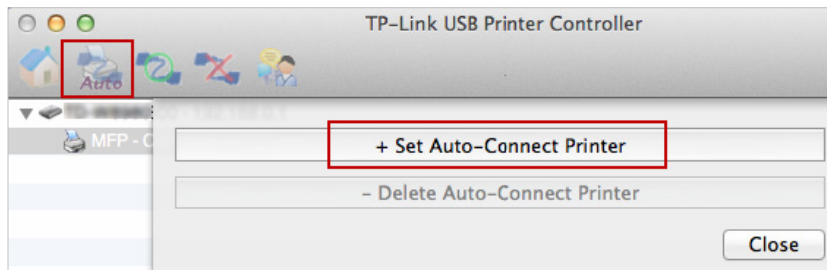 TP-Link USB Printer Controller
Auto
MFP - C
+ Set Auto-Connect Printer
- Delete Auto-Connect Printer
Close